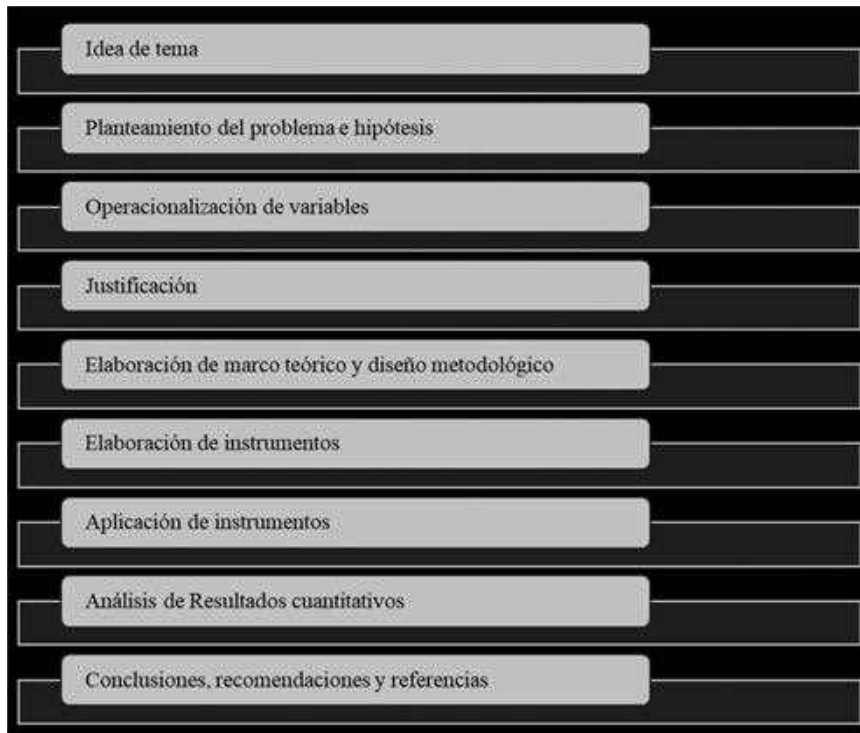 Idea de tema
Planteamiento del problema e hipótesis
Operacionalización de variables
Justificación
Elaboración de marco teórico y diseño metodológico
Elaboración de instrumentos
Aplicación de instrumentos
Análisis de Resultados cuantitativos
Conclusiones, recomendaciones y referencias